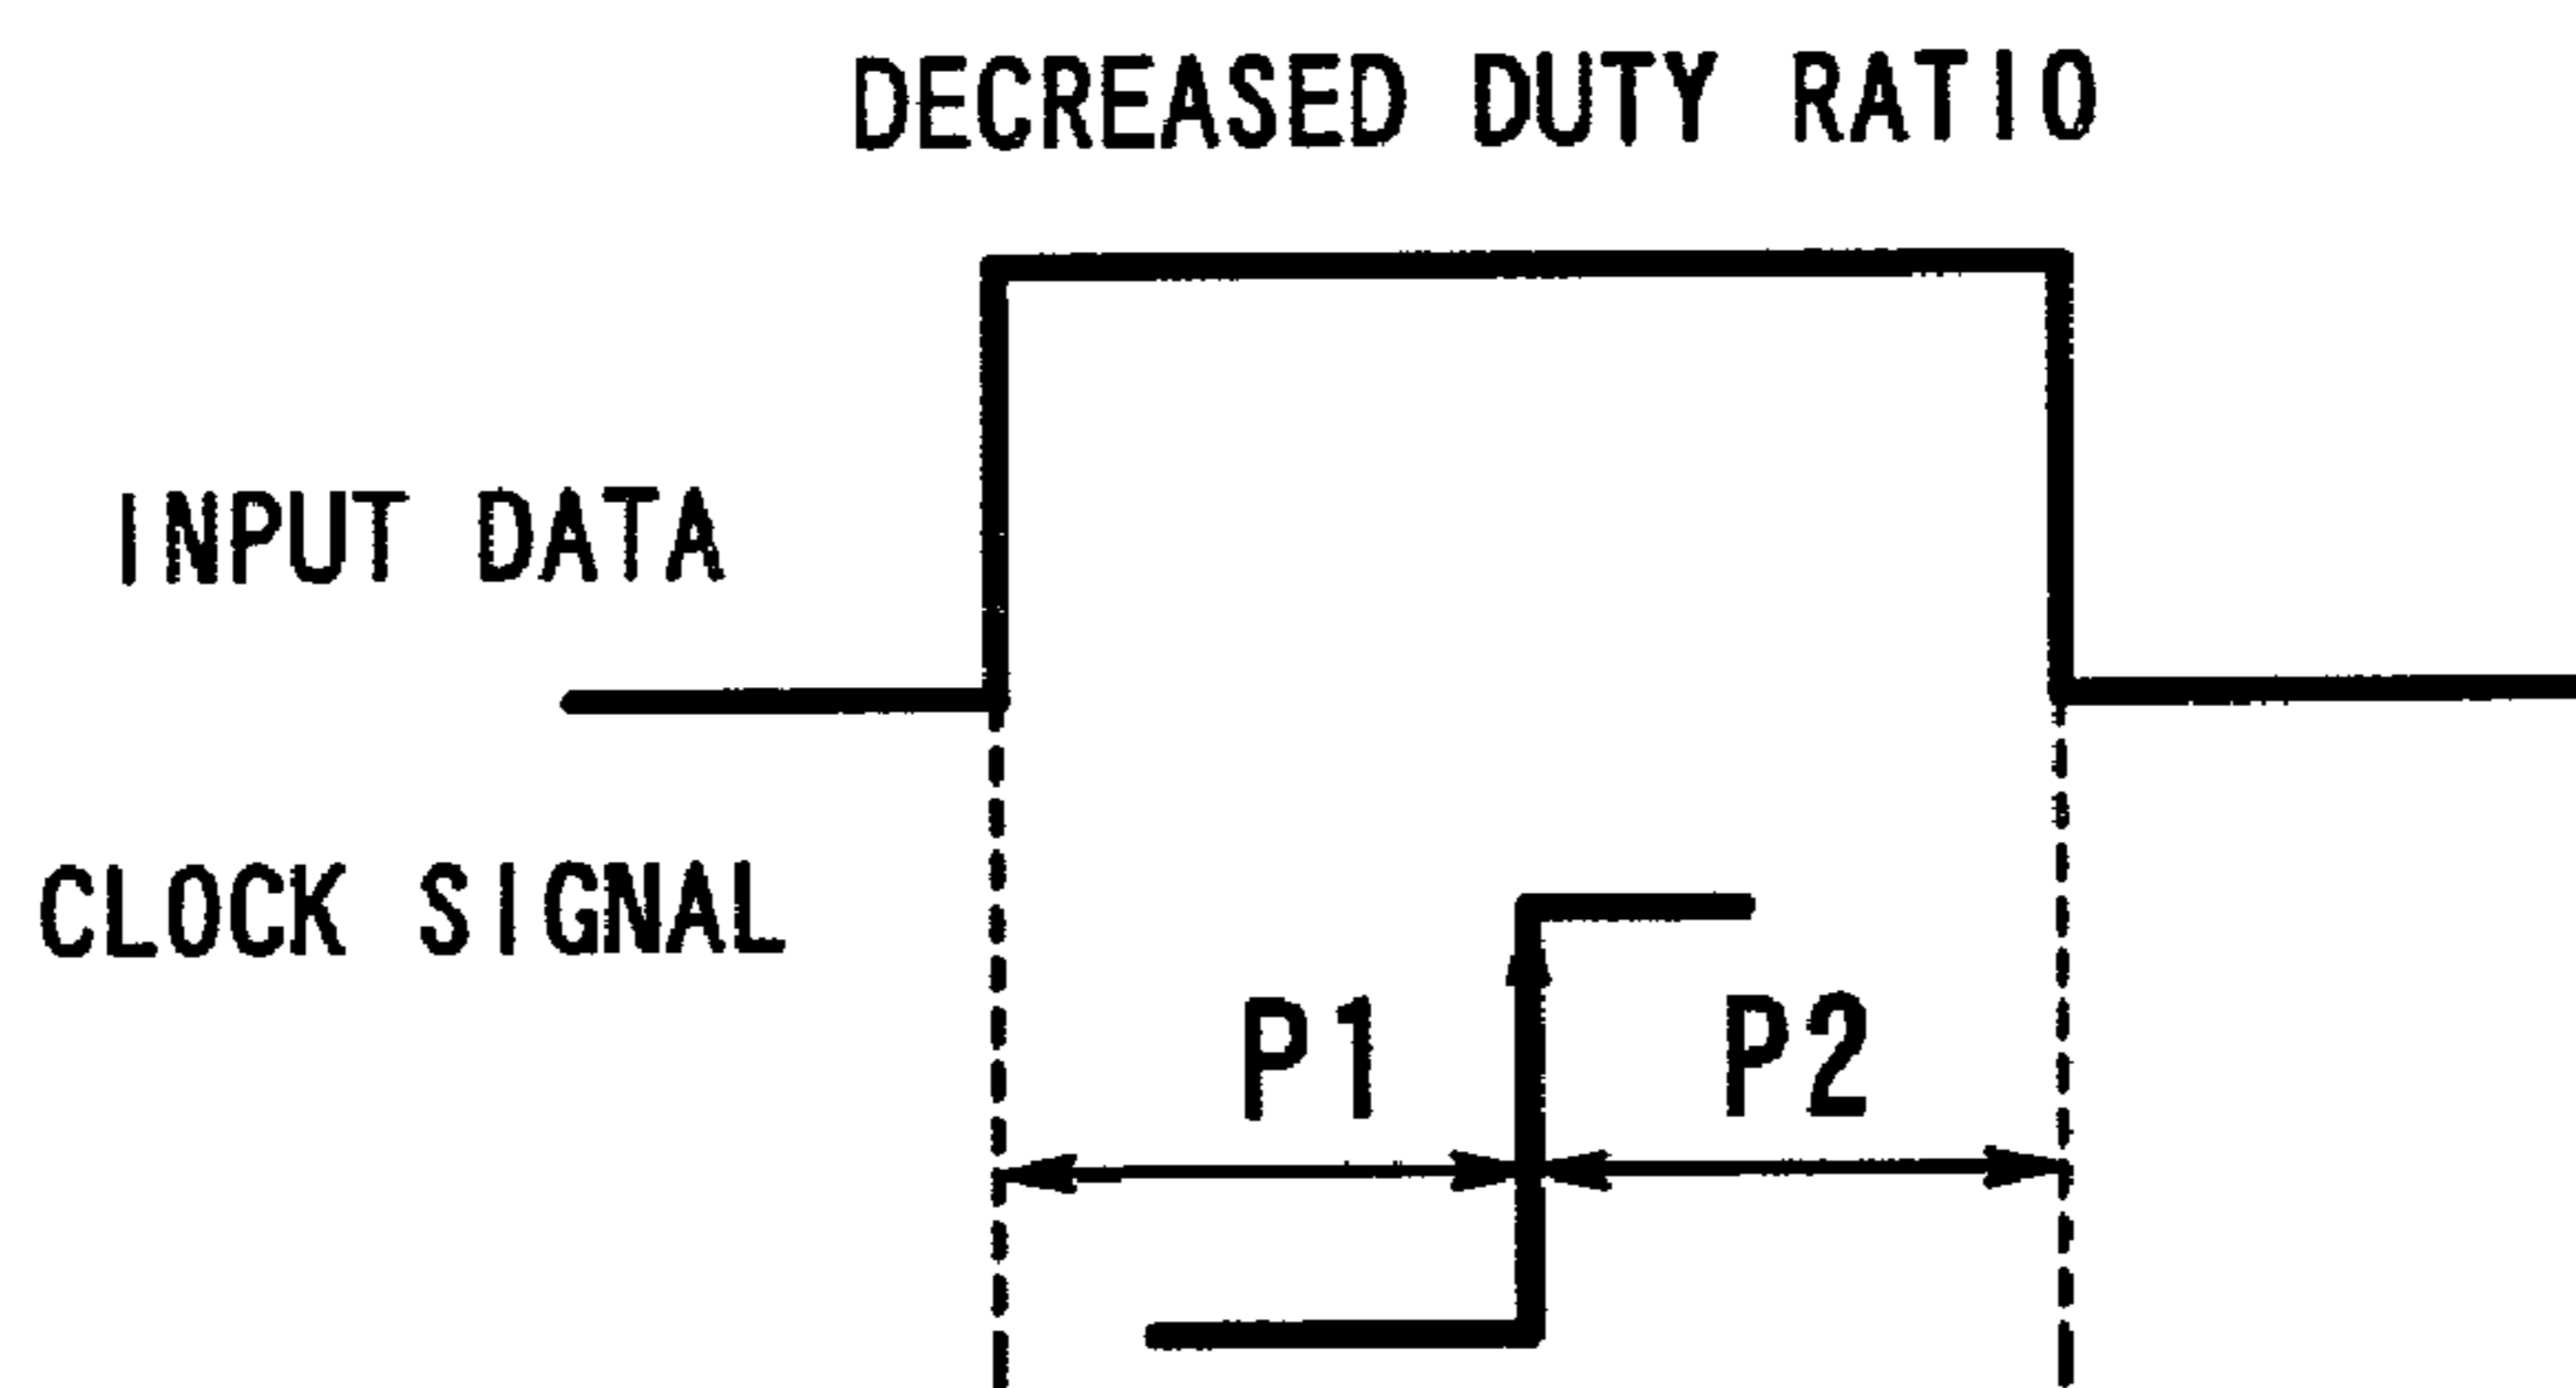 DECREASED DUTY RATIO
INPUT DATA
CLOCK SIGNAL
P1 P2